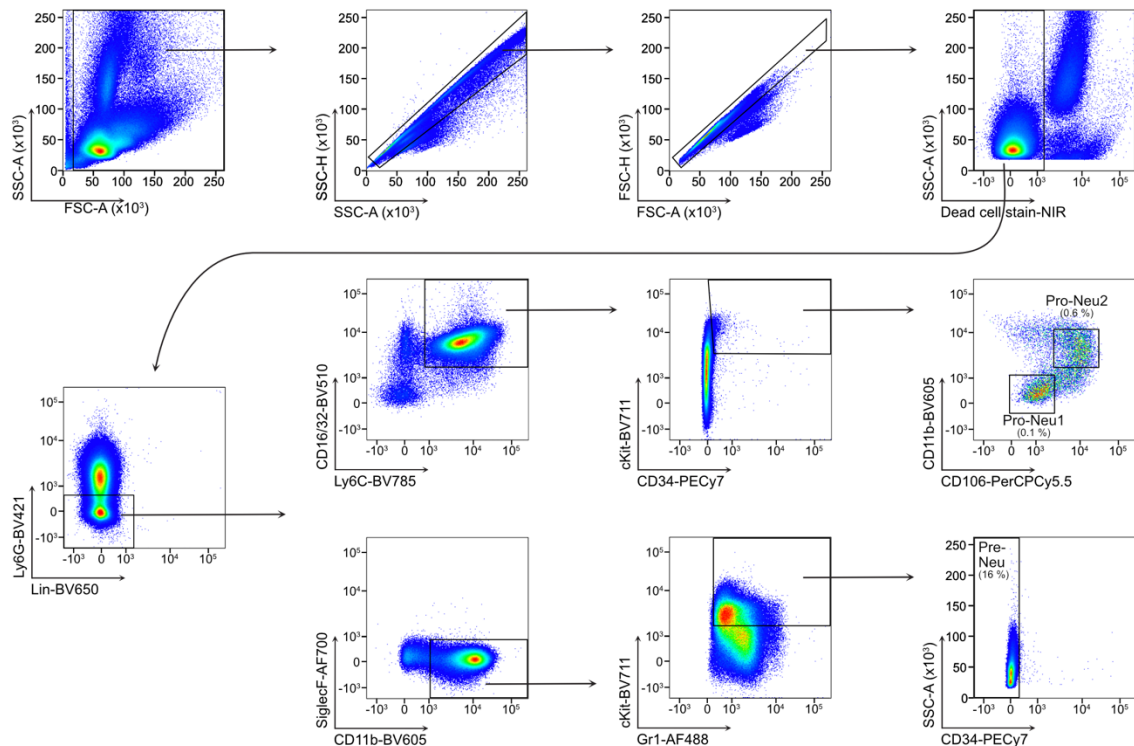 250
200
150
100
50
0
SSC-A (x10³)
0 50 100 150 200 250
FSC-A (x10³)
250
200
150
100
50
0
SSC-H (x10³)
0 50 100 150 200 250
SSC-A (x10³)
250
200
150
100
50
0
FSC-H (x10³)
0 50 100 150 200 250
FSC-A (x10³)
250
200
150
100
50
0
SSC-A (x10³)
-10³ 0 10³ 10⁴ 10⁵
Dead cell stain-NIR
10⁵
10⁴
10³
0
-10³
Ly6G-BV421
-10³ 0 10³ 10⁴ 10⁵
Lin-BV650
10⁵
10⁴
10³
0
-10³
CD16/32-BV510
-10³ 0 10³ 10⁴ 10⁵
Ly6C-BV785
10⁵
10⁴
10³
0
-10³
cKit-BV711
-10³ 0 10³ 10⁴ 10⁵
CD34-PECy7
10⁵
10⁴
10³
0
-10³
CD11b-BV605
Pro-Neu2
(0.6 %)
Pro-Neu1
(0.1 %)
-10³ 0 10³ 10⁴ 10⁵
CD106-PerCPCy5.5
10⁵
10⁴
10³
0
-10³
SiglecF-AF700
-10³ 0 10³ 10⁴ 10⁵
CD11b-BV605
10⁵
10⁴
10³
0
-10³
cKit-BV711
-10³ 0 10³ 10⁴ 10⁵
Gr1-AF488
250
200
150
100
50
0
SSC-A (x10³)
Pre-
Neu
(16 %)
-10³ 0 10³ 10⁴ 10⁵
CD34-PECy7